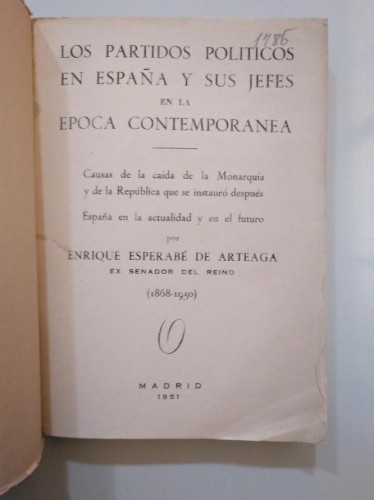 1786
LOS PARTIDOS POLITICOS
EN ESPAÑA Y SUS JEFES
EN LA
EPOCA CONTEMPORANEA
Causas de la caída de la Monarquía
y de la República que se instauró después
España en la actualidad y en el futuro
por
ENRIQUE ESPERABÉ DE ARTEAGA
EX SENADOR DEL REINO
(1868-1950)
MADRID
1951